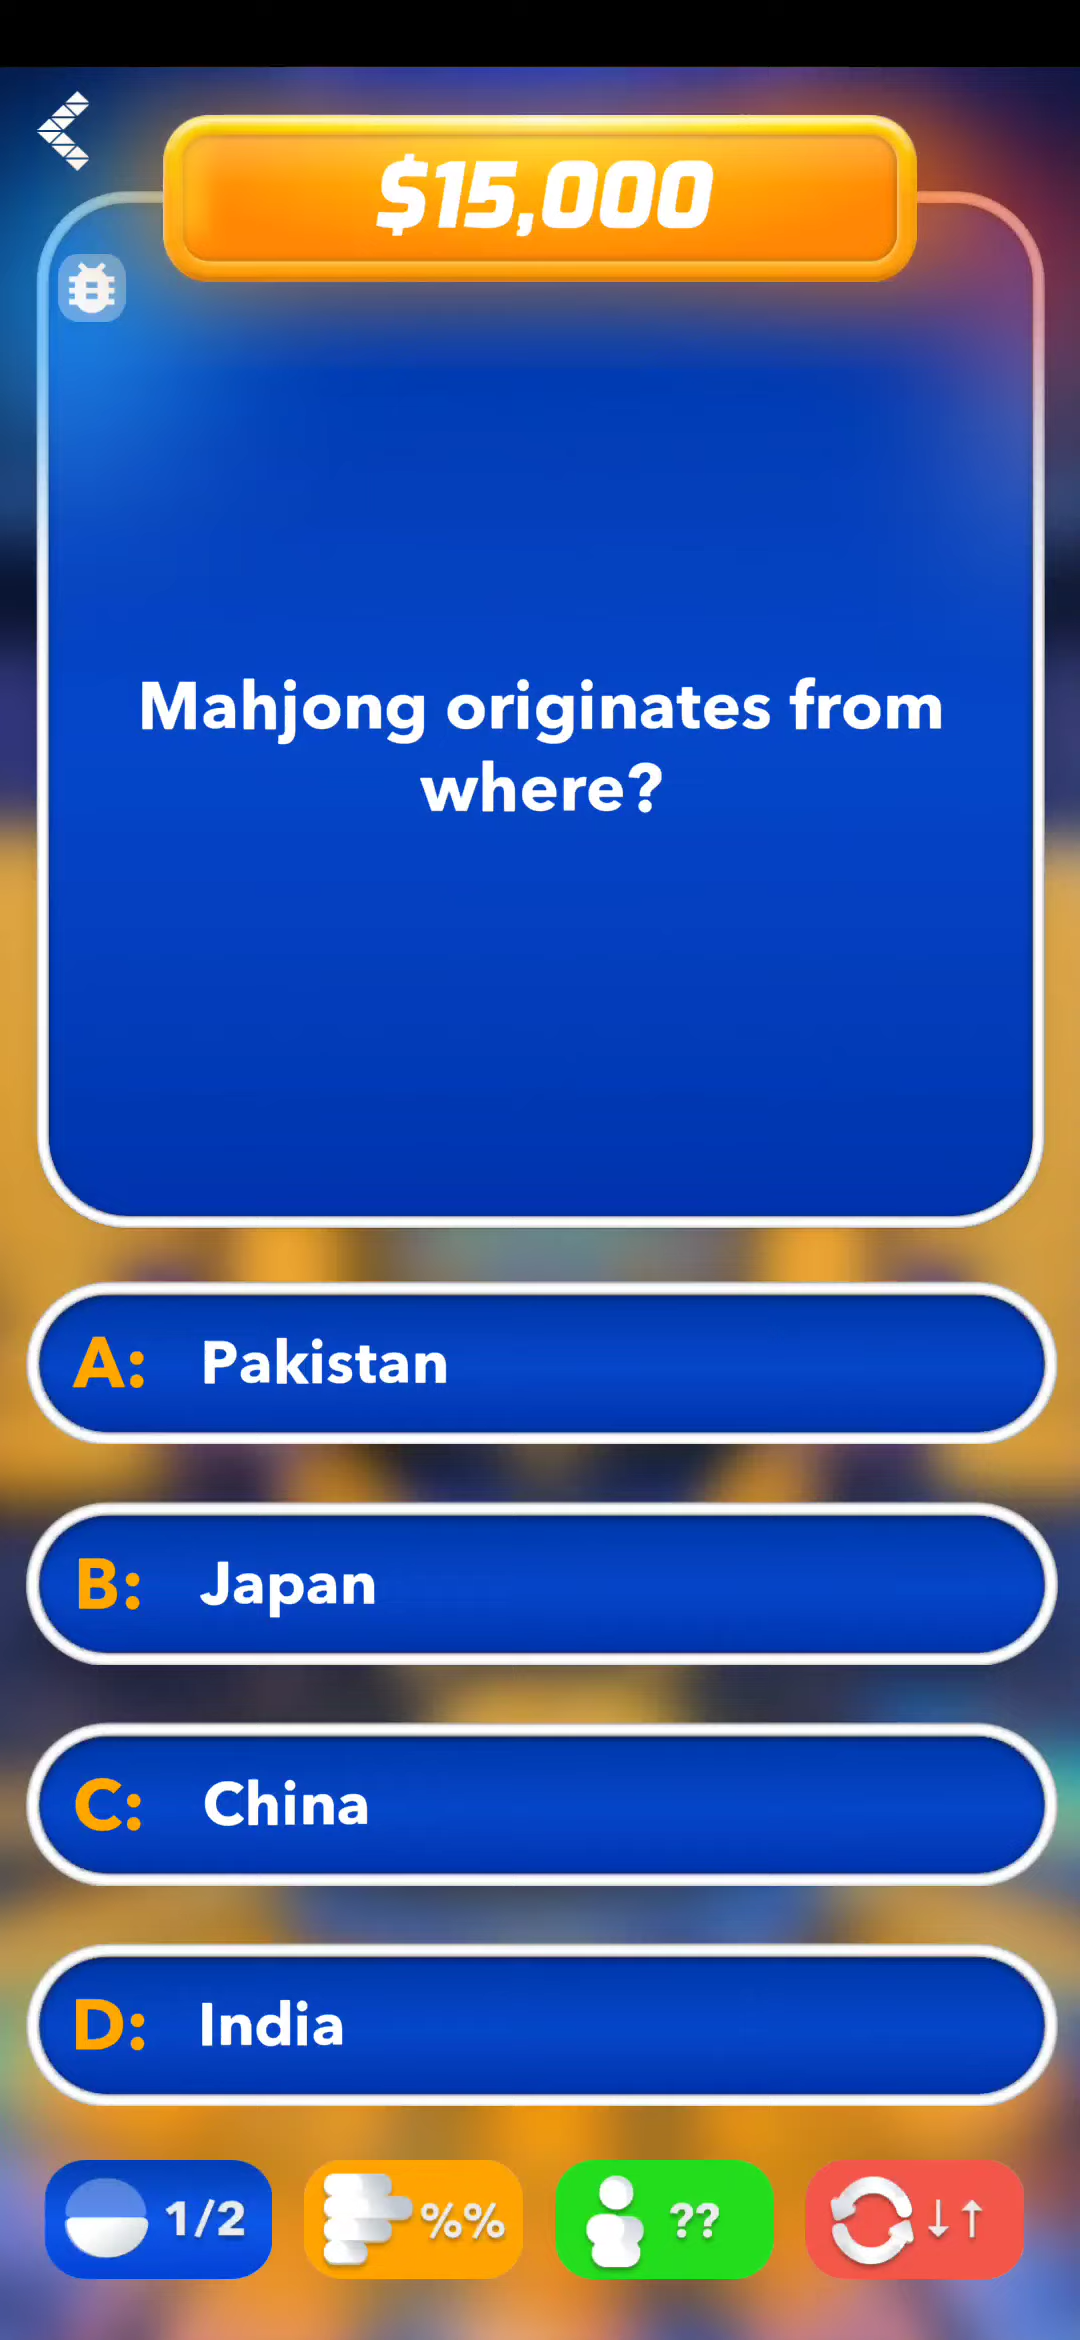 $15,000
Mahjong originates from
where?
A: Pakistan
B: Japan
C: China
D: India
1/2 %% ?? ↓↑